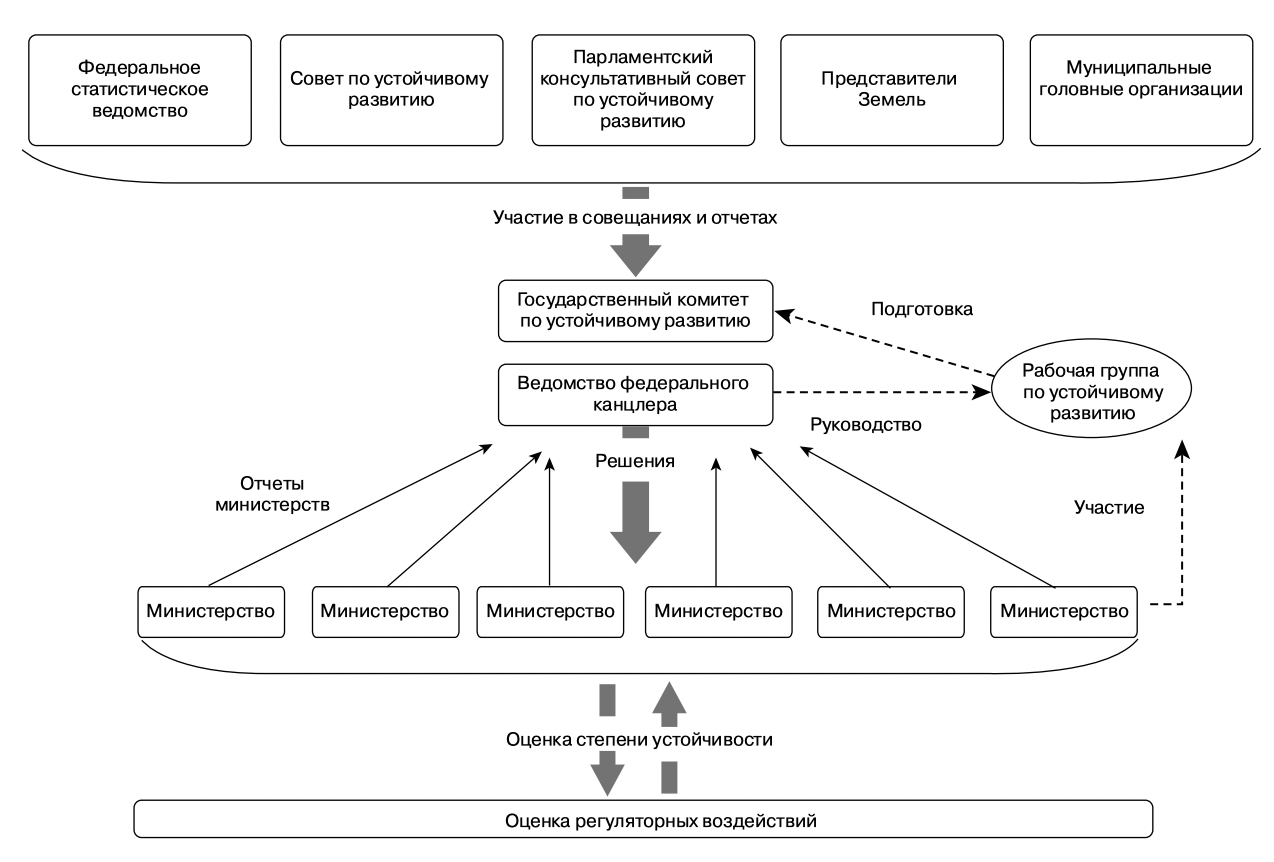 Федеральное
статистическое
ведомство
Совет по устойчивому
развитию
Парламентский
консультативный совет
по устойчивому
развитию
Представители
Земель
Муниципальные
головные организации
Участие в совещаниях и отчетах
Государственный комитет
по устойчивому развитию
Подготовка
Рабочая группа
по устойчивому
развитию
Ведомство федерального
канцлера
Руководство
Решения
Отчеты
министерств
Участие
Министерство
Министерство
Министерство
Министерство
Министерство
Министерство
Оценка степени устойчивости
Оценка регуляторных воздействий